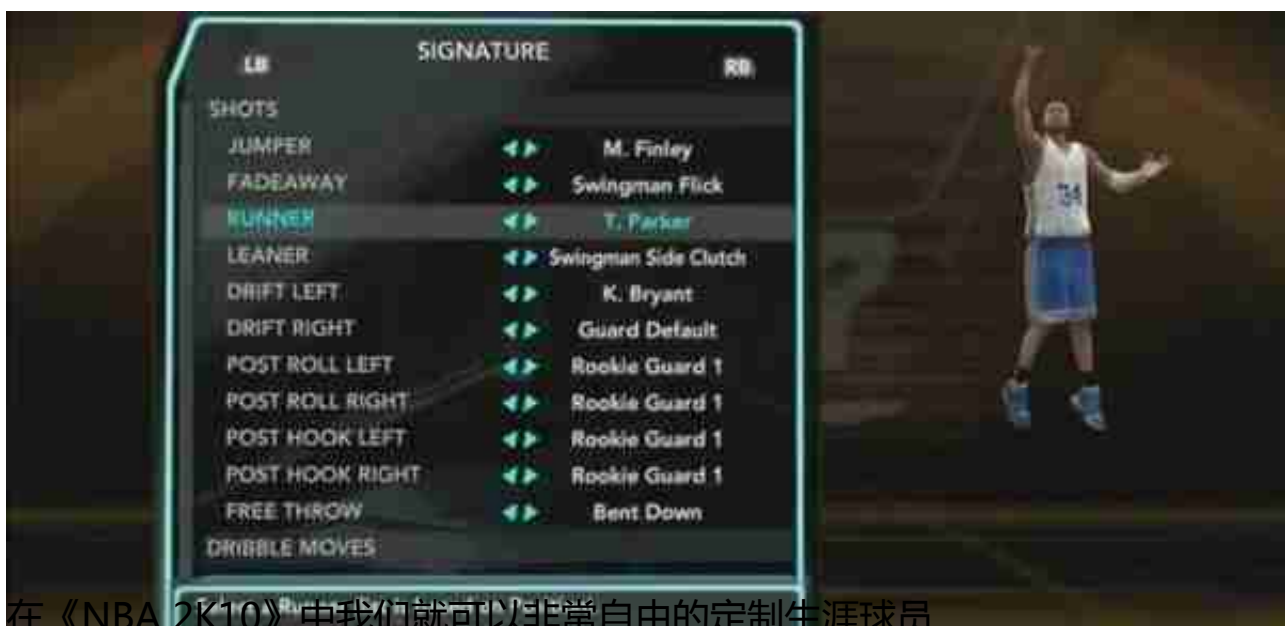 SIGNATURE
LB
RB
SHOTS
JUMPER M. Finley
FADEAWAY Swingman Flick
RUNNER T. Parker
LEANER Swingman Side Clutch
DRIFT LEFT K. Bryant
DRIFT RIGHT Guard Default
POST ROLL LEFT Rookie Guard 1
POST ROLL RIGHT Rookie Guard 1
POST HOOK LEFT Rookie Guard 1
POST HOOK RIGHT Rookie Guard 1
FREE THROW Bent Down
DRIBBLE MOVES
34
在《NBA 2K10》中我们就可以非常自由的定制生涯球员